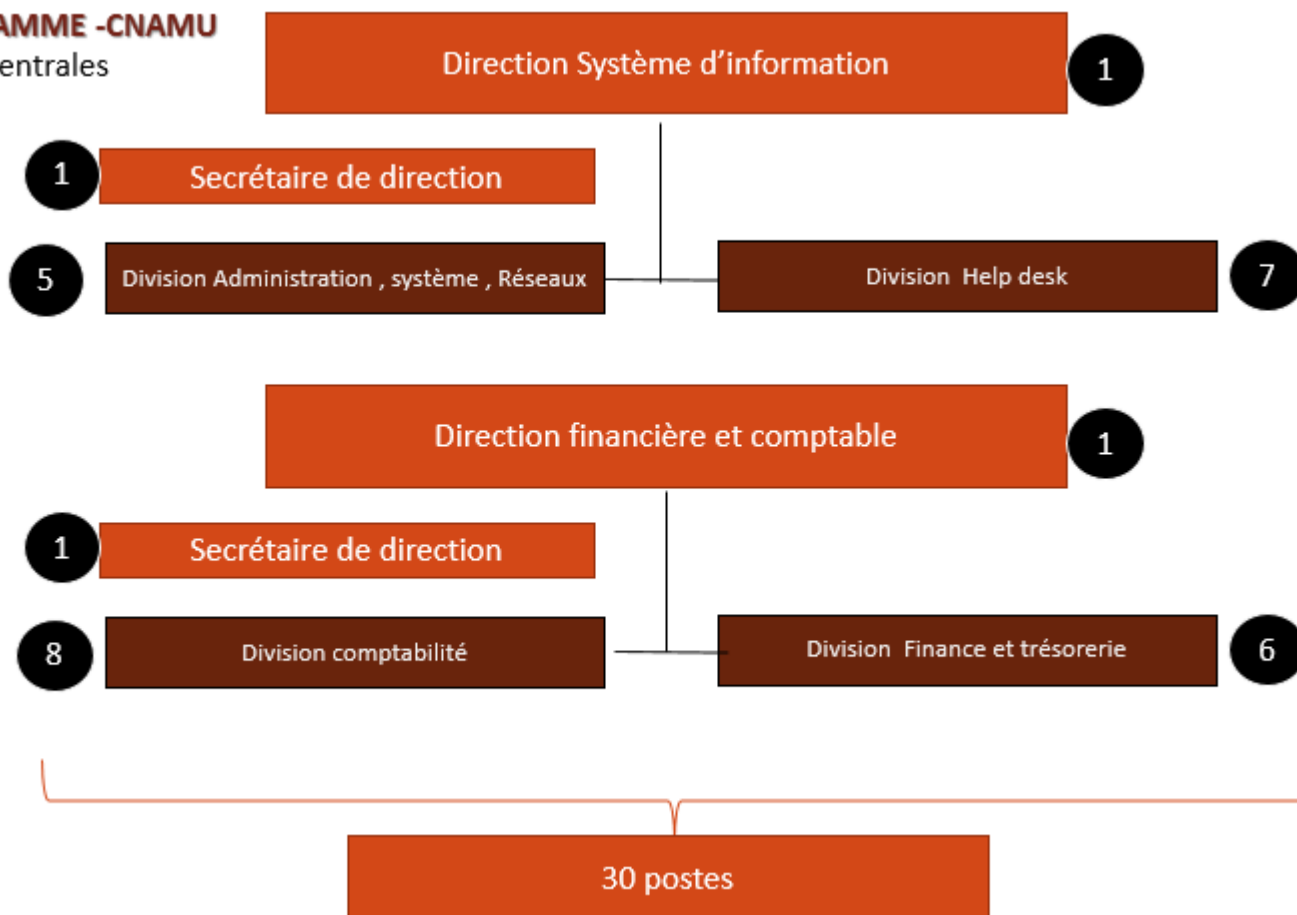 AMME -CNAMU
entrales
Direction Système d'information
1
1
Secrétaire de direction
5
Division Administration , système , Réseaux
Division Help desk
7
Direction financière et comptable
1
1
Secrétaire de direction
8
Division comptabilité
Division Finance et trésorerie
6
30 postes